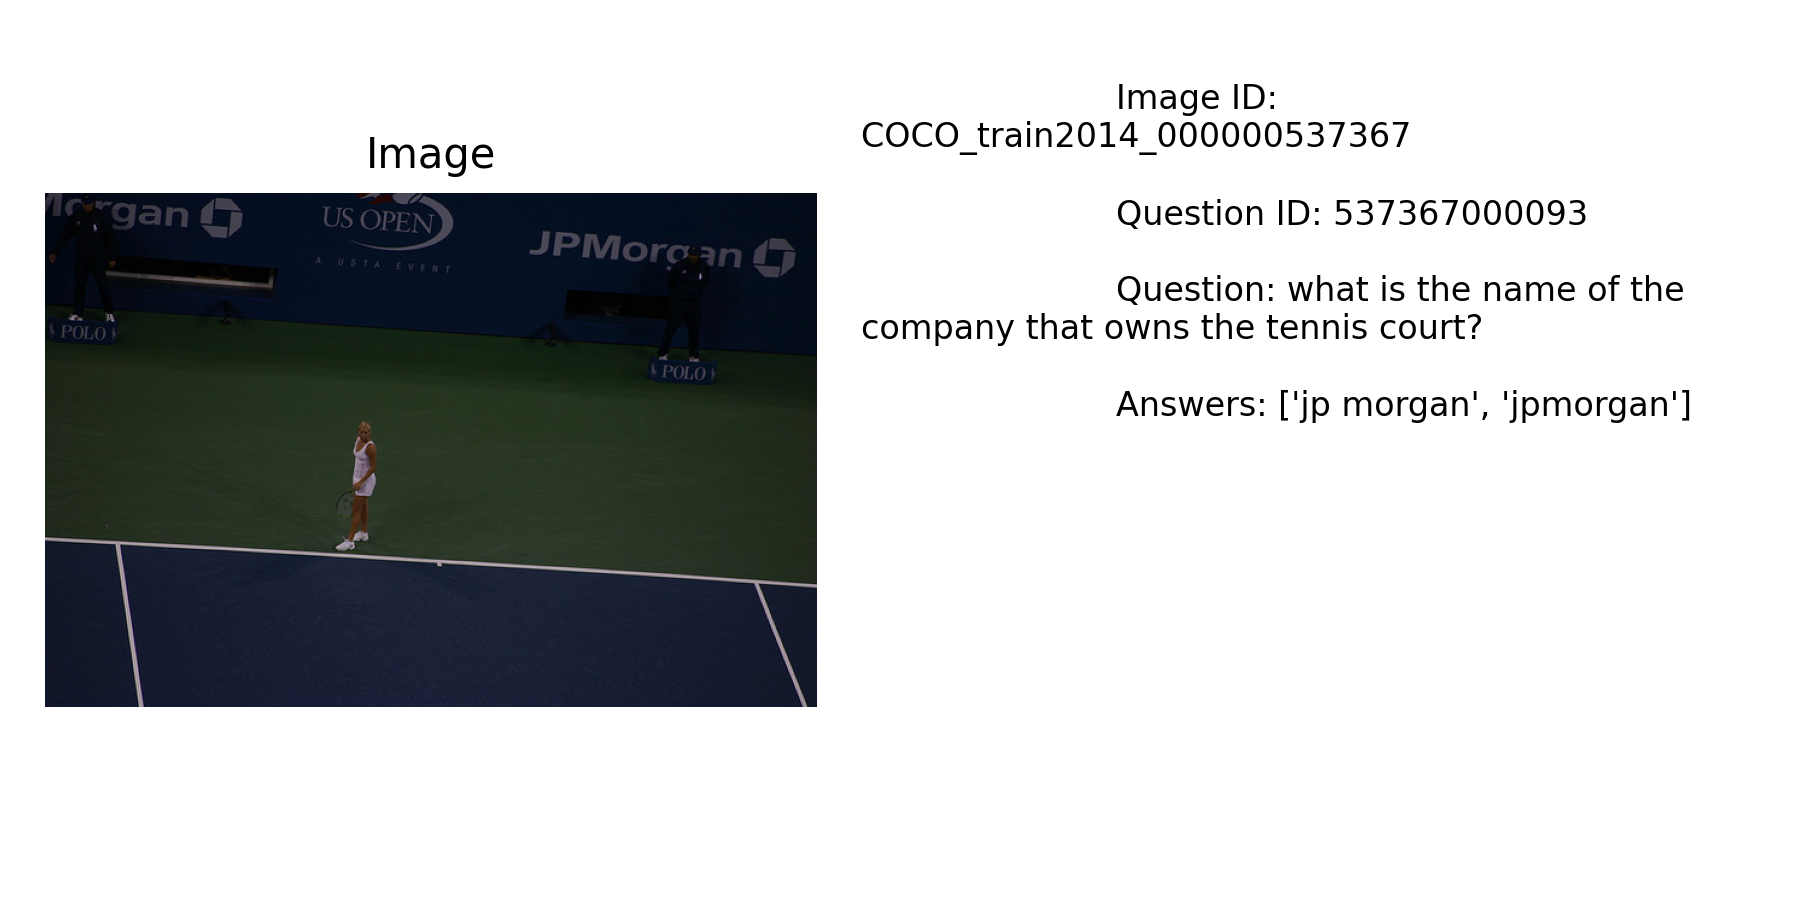 Image
Morgan
US OPEN
A USTA EVENT
JPMorgan
POLO
POLO
Image ID:
COCO_train2014_000000537367
Question ID: 537367000093
Question: what is the name of the
company that owns the tennis court?
Answers: ['jp morgan', 'jpmorgan']